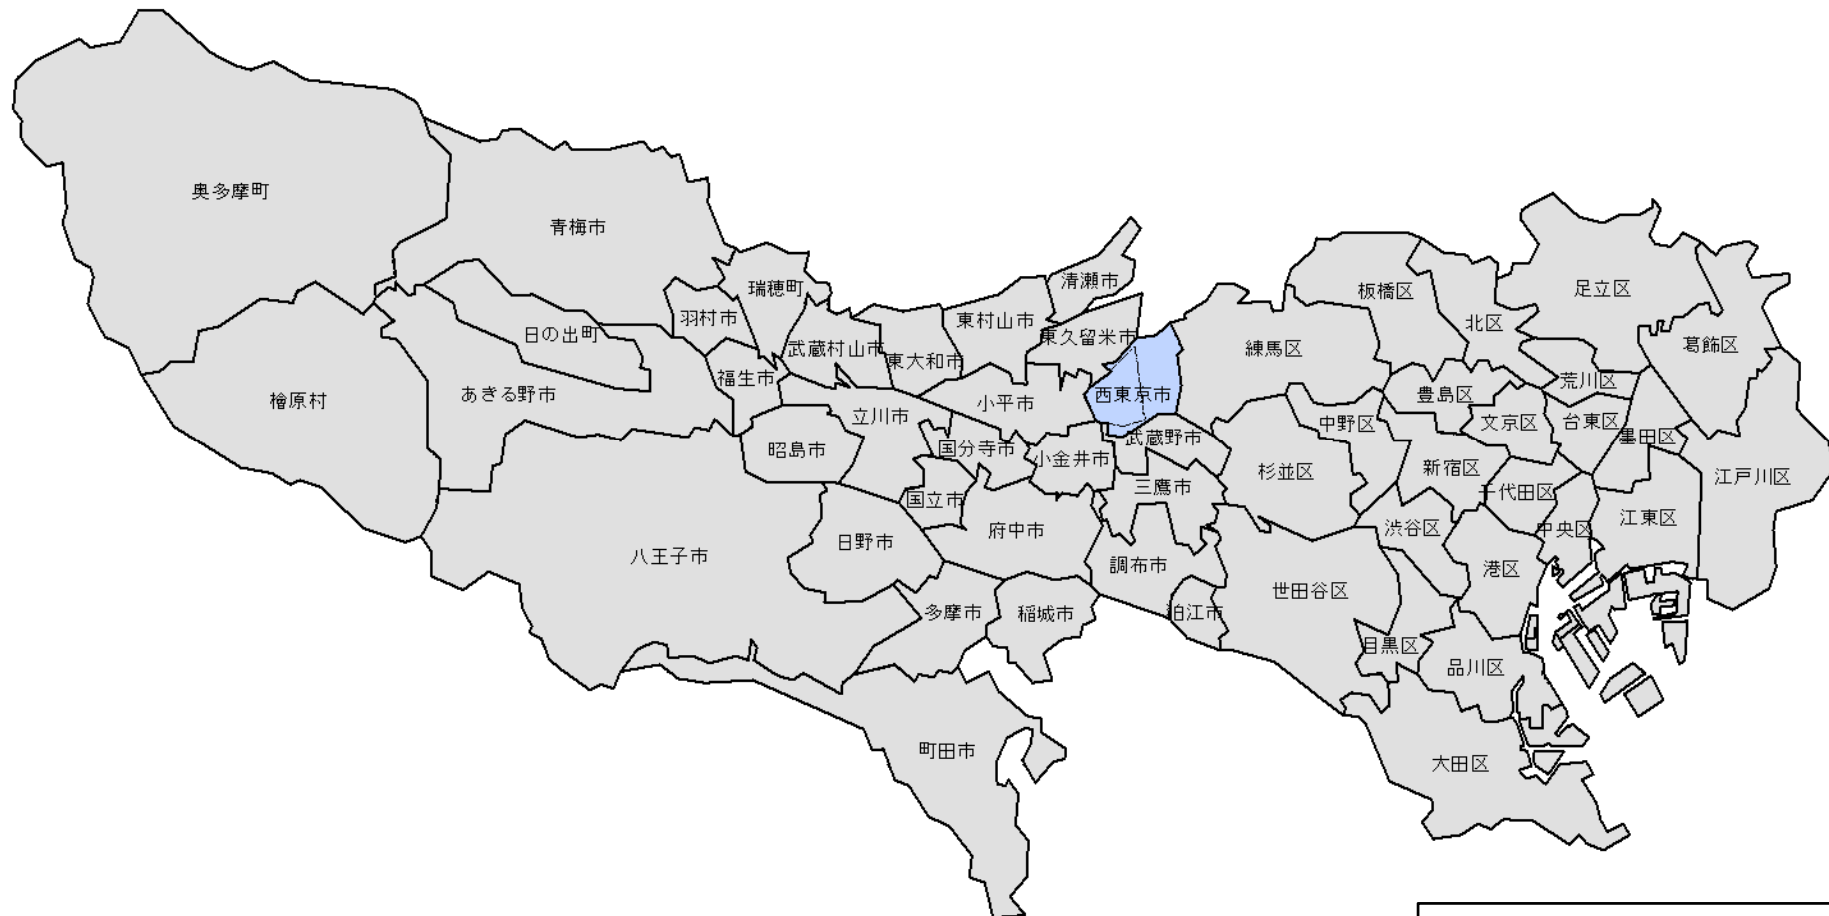 奥多摩町
青梅市
瑞穂町
清瀬市
羽村市
東村山市
日の出町
武蔵村山市
東大和市
東久留米市
板橋区
足立区
北区
練馬区
葛飾区
福生市
西東京市
荒川区
檜原村
あきる野市
小平市
豊島区
立川市
中野区
文京区
台東区
墨田区
昭島市
国分寺市
武蔵野市
小金井市
杉並区
新宿区
江戸川区
国立市
三鷹市
千代田区
江東区
日野市
府中市
渋谷区
中央区
八王子市
調布市
港区
世田谷区
多摩市
稲城市
狛江市
目黒区
品川区
町田市
大田区